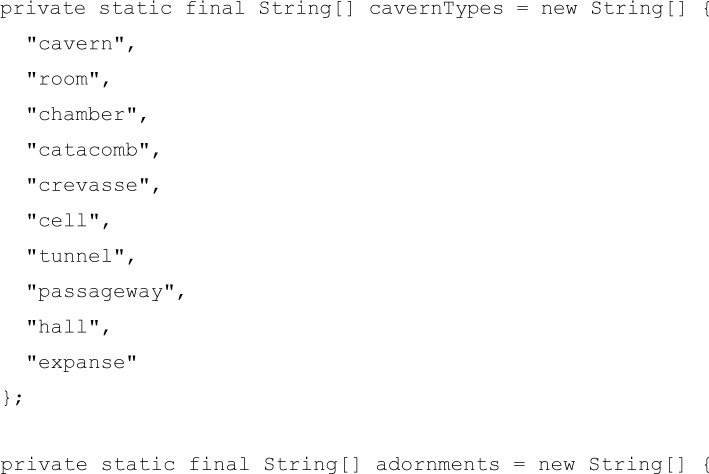 private static final String[] cavernTypes = new String[] {
"cavern",
"room",
"chamber",
"catacomb",
"crevasse",
"cell",
"tunnel",
"passageway",
"hall",
"expanse"
};
private static final String[] adornments = new String[] {